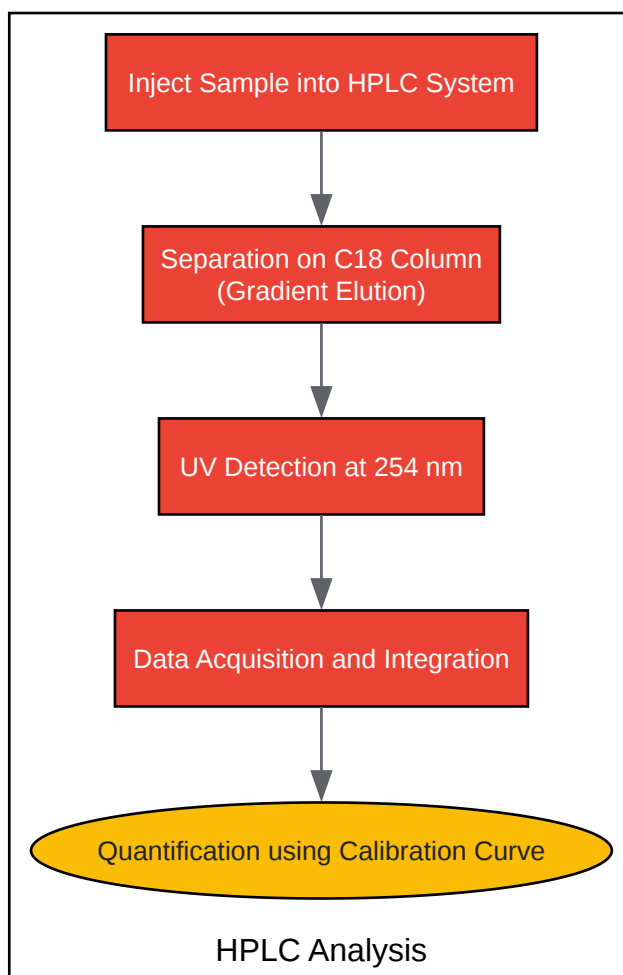 Inject Sample into HPLC System
Separation on C18 Column
(Gradient Elution)
UV Detection at 254 nm
Data Acquisition and Integration
Quantification using Calibration Curve
HPLC Analysis